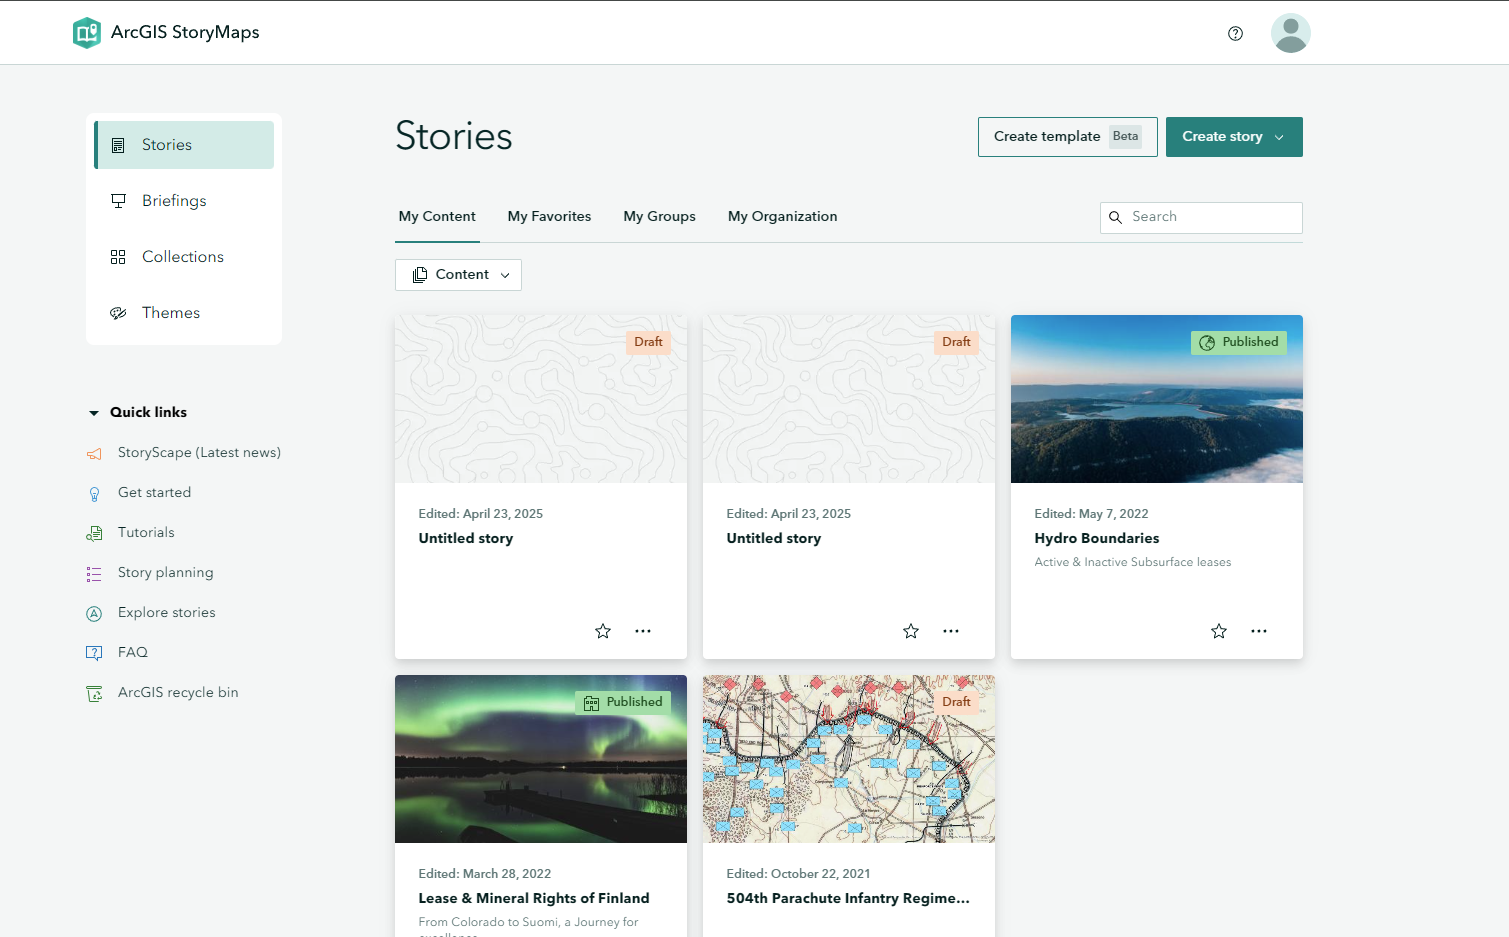 ArcGIS StoryMaps
Stories
Briefings
Collections
Themes
Quick links
StoryScape (Latest news)
Get started
Tutorials
Story planning
Explore stories
FAQ
ArcGIS recycle bin
Stories
Create template Beta
Create story
My Content My Favorites My Groups My Organization
Search
Content
Draft
Edited: April 23, 2025
Untitled story
Draft
Edited: April 23, 2025
Untitled story
Published
Edited: May 7, 2022
Hydro Boundaries
Active & Inactive Subsurface leases
Published
Edited: March 28, 2022
Lease & Mineral Rights of Finland
From Colorado to Suomi, a Journey for
Draft
Edited: October 22, 2021
504th Parachute Infantry Regime...